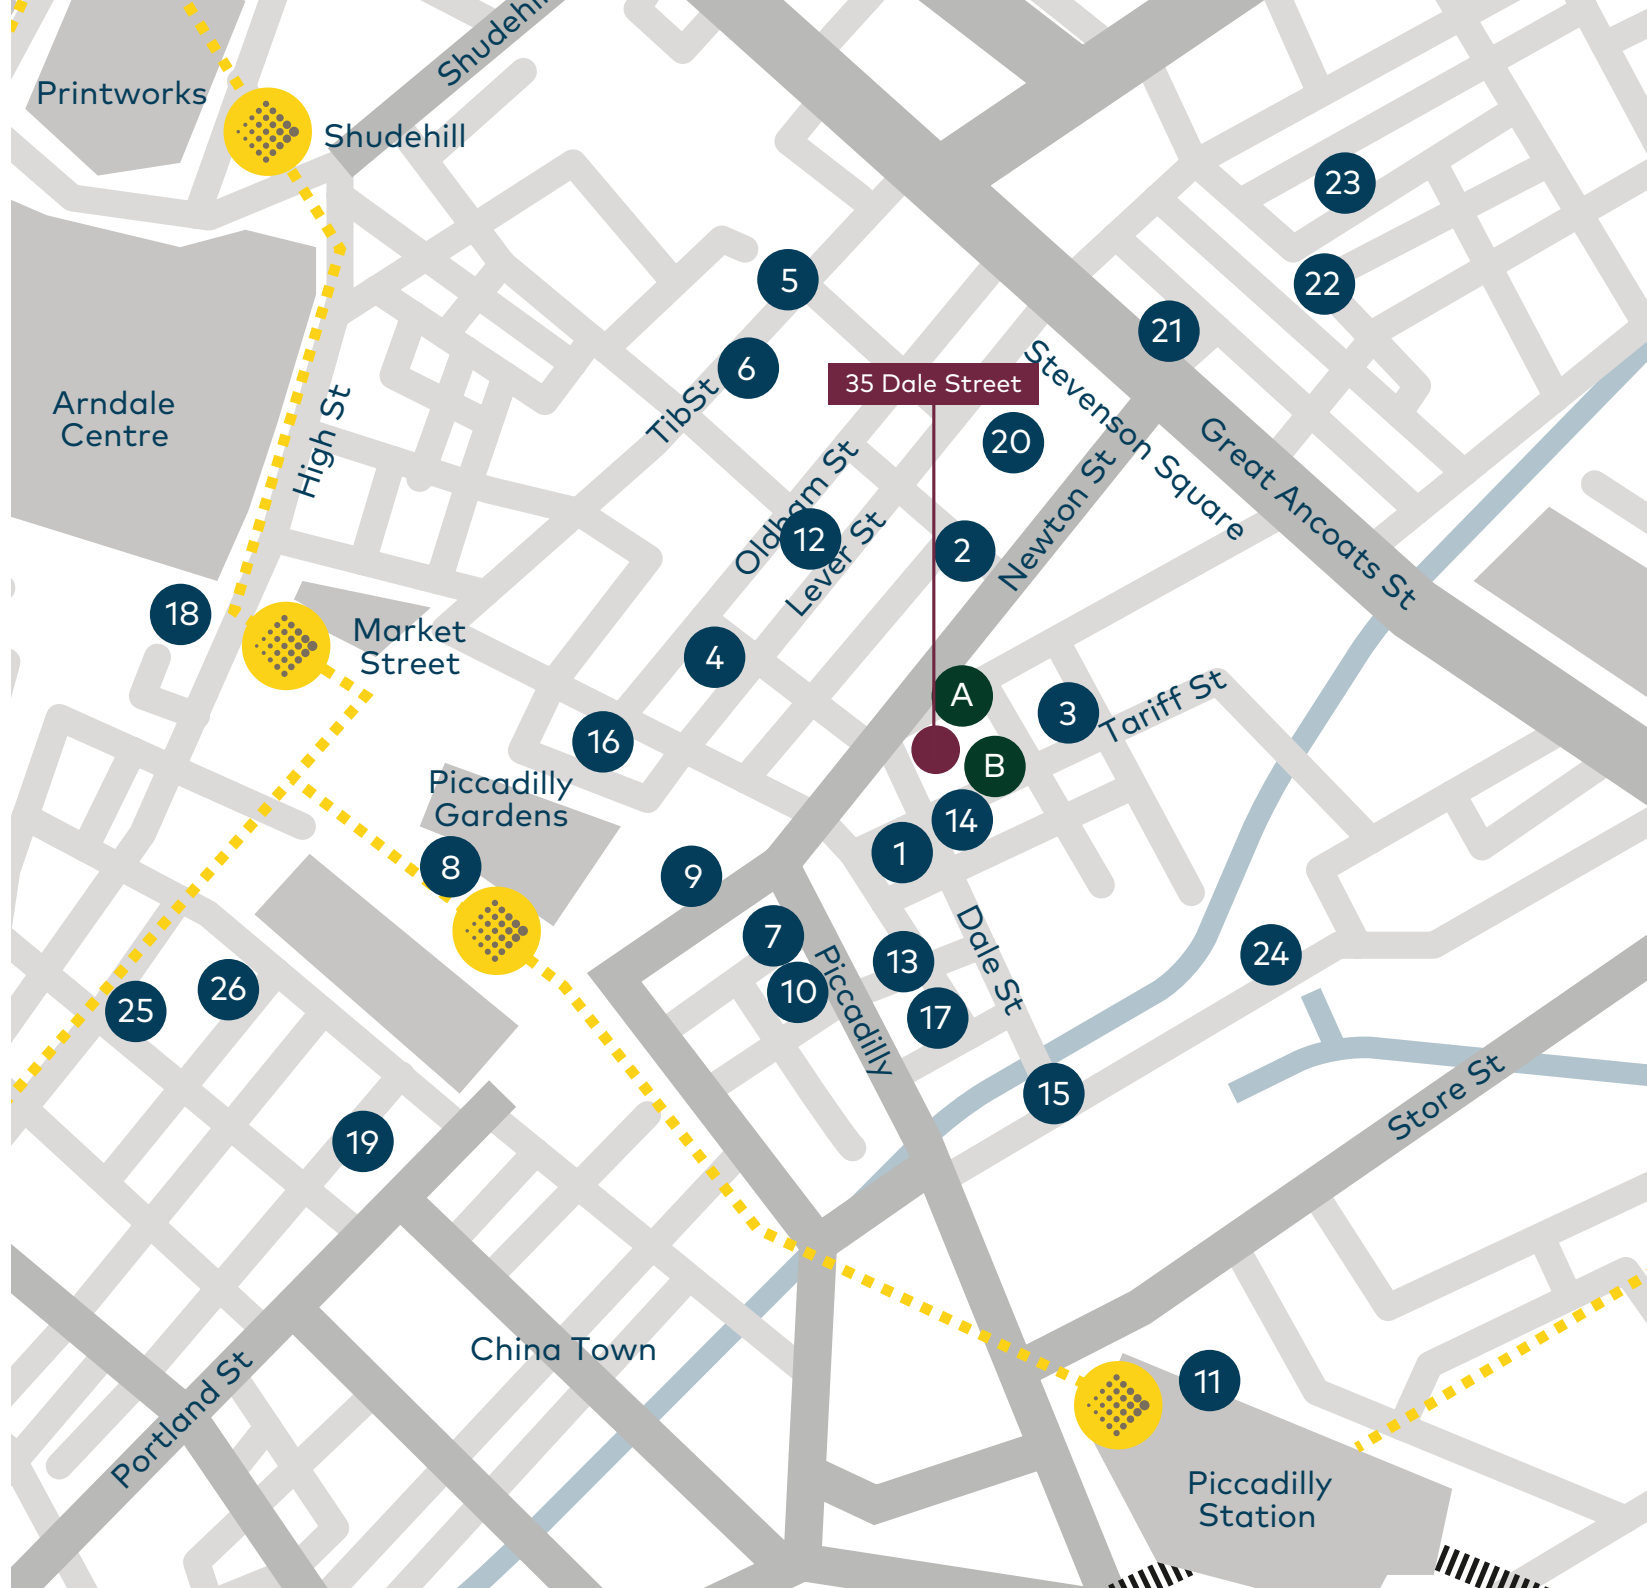 Shudehill
Printworks
Shudehill
23
5
22
21
6
35 Dale Street
Stevenson Square
TibSt
Arndale
Centre
High St
20
Great Ancoats St
Oldham St
12
Lever St
2
Newton St
18
Market
Street
4
A
3
Tariff St
16
B
Piccadilly
Gardens
14
1
8
9
7
Dale St
13
24
10
Piccadilly
26
25
17
15
Store St
19
China Town
Portland St
11
Piccadilly
Station